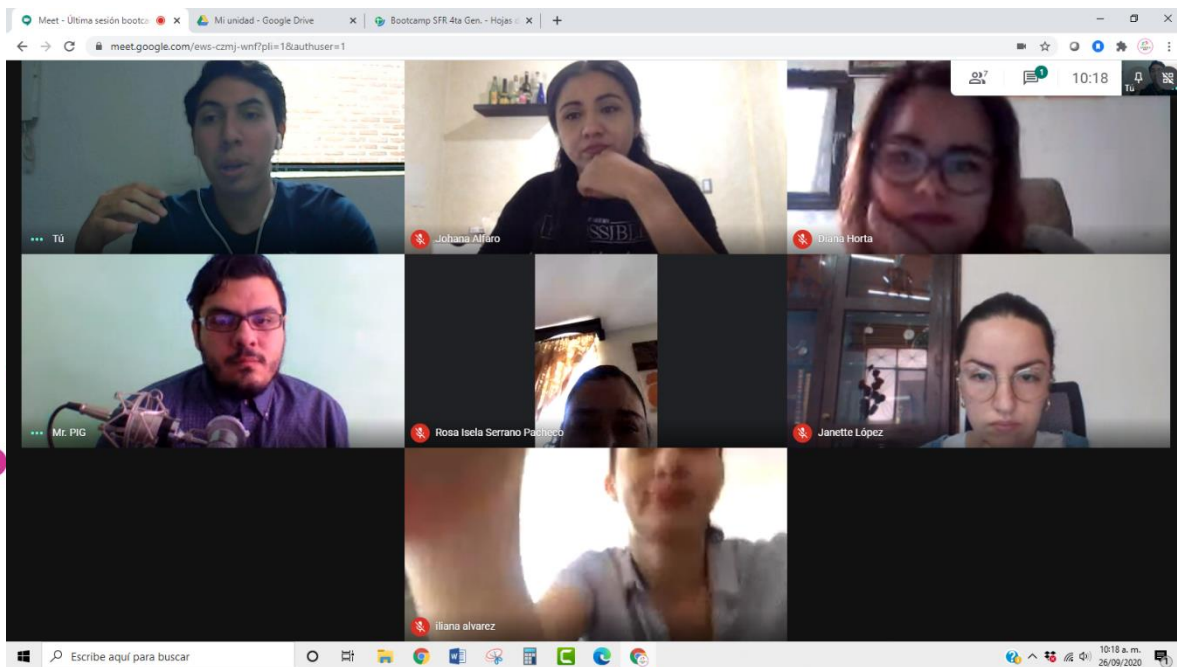 Meet - Última sesión bootca
Mi unidad - Google Drive
Bootcamp SFR 4ta Gen. - Hojas
meet.google.com/ews-czmj-wnf?pli=1&authuser=1
7
1
10:18
Tú
Tú
Johana Alfaro
Diana Horta
Mr. PIG
Rosa Isela Serrano Pacheco
Janette López
iliana alvarez
Escribe aquí para buscar
10:18 a. m.
26/09/2020